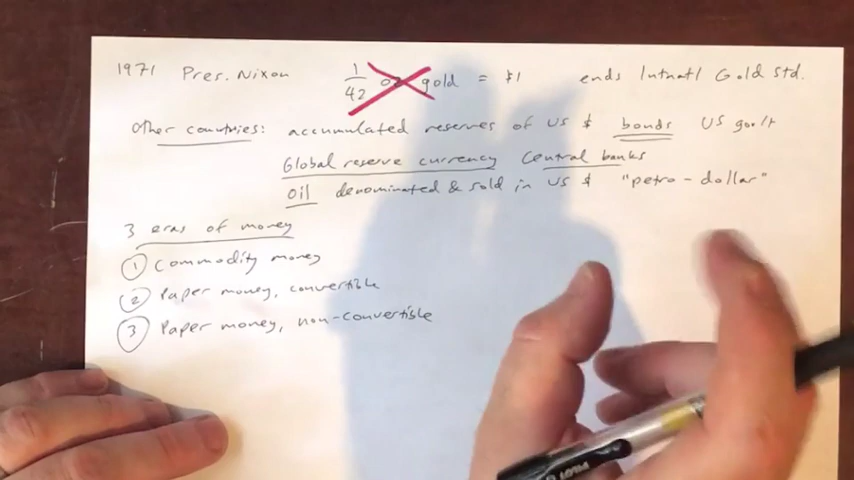 1971 Pres. Nixon 1/42 oz gold = $1 ends Intnatl Gold Std.
Other countries: accumulated reserves of US $ bonds US gov't
Global reserve currency Central banks
Oil denominated & sold in US $ "petro-dollar"
3 eras of money
1 Commodity money
2 Paper money, convertible
3 Paper money, non-convertible
PILOT